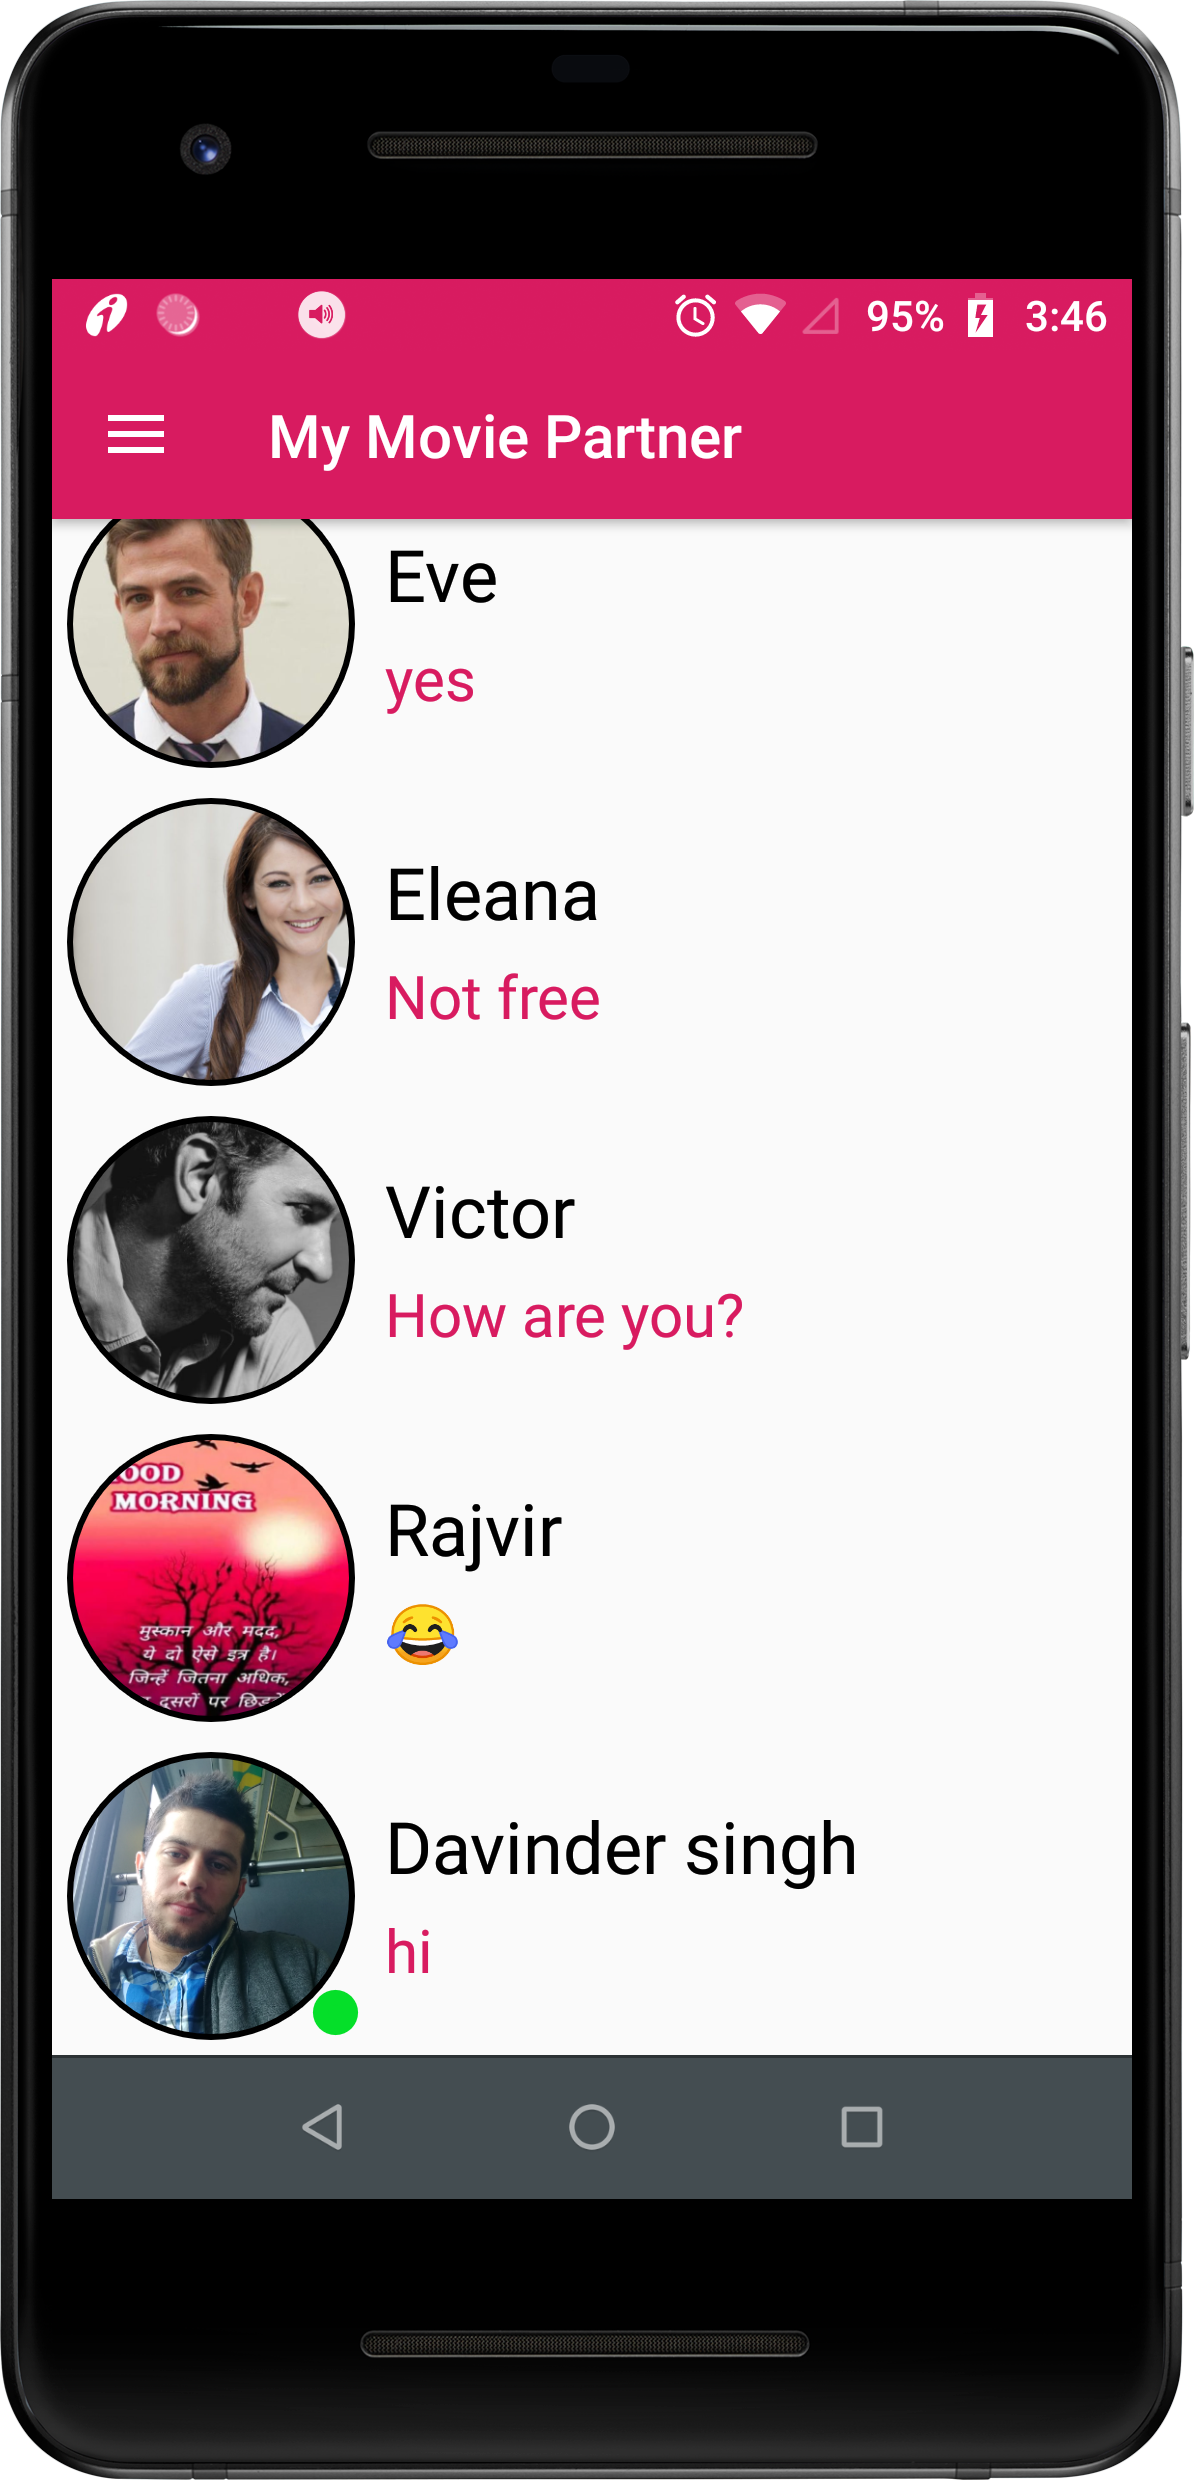 95% 3:46
My Movie Partner
Eve
yes
Eleana
Not free
Victor
How are you?
OOD
MORNING
Rajvir
😂
मुस्कान और मदद,
ये दो ऐसे इत्र है।
जिन्हें जितना अधिक,
दूसरों पर
Davinder singh
hi